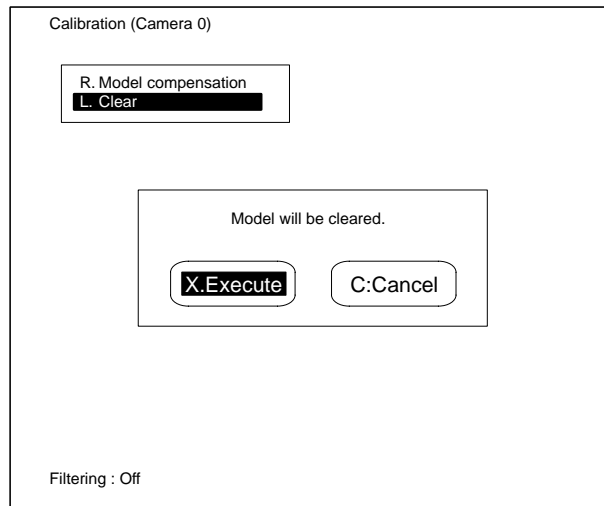 Calibration (Camera 0)
R. Model compensation
L. Clear
Model will be cleared.
X.Execute
C:Cancel
Filtering : Off